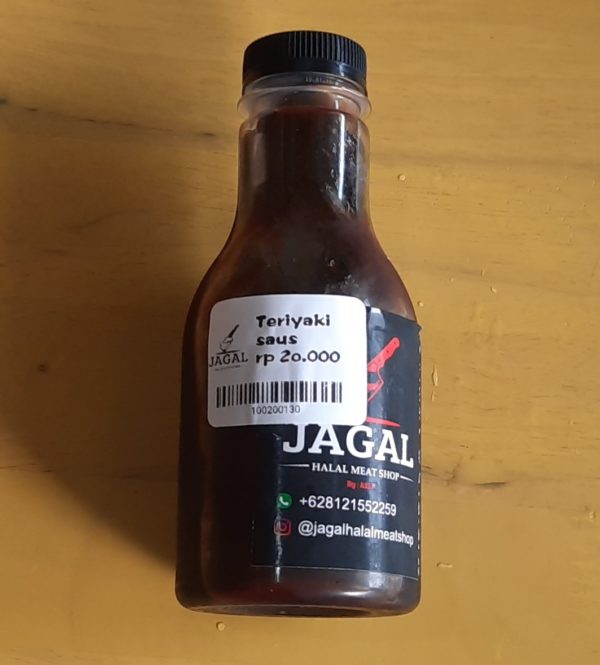 Teriyaki
saus
rp 20.000
JAGAL
100200130
JAGAL
HALAL MEAT SHOP
+628121552259
@jagalhalalmeatshop